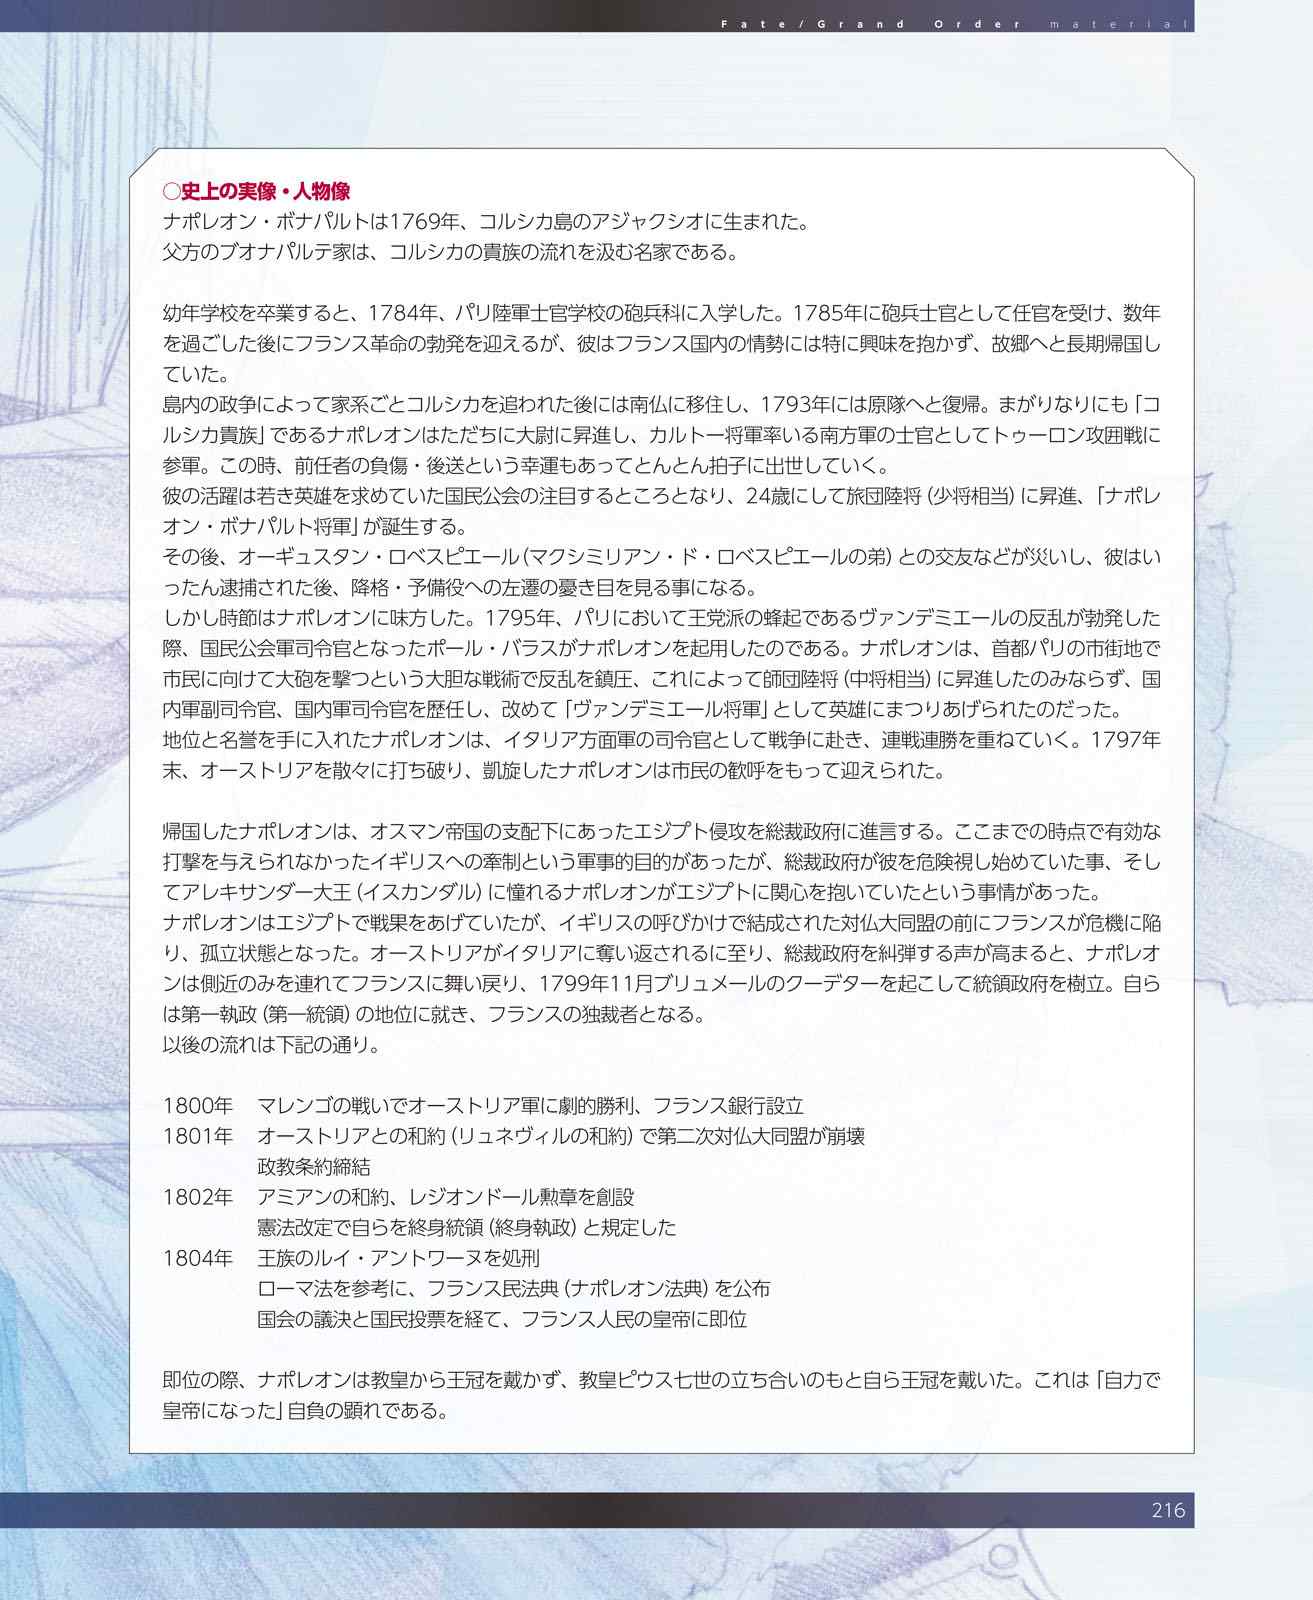 Fate/Grand Order material
○史上の実像・人物像
ナポレオン・ボナパルトは1769年、コルシカ島のアジャクシオに生まれた。
父方のブオナパルテ家は、コルシカの貴族の流れを汲む名家である。
幼年学校を卒業すると、1784年、パリ陸軍士官学校の砲兵科に入学した。1785年に砲兵士官として任官を受け、数年
を過ごした後にフランス革命の勃発を迎えるが、彼はフランス国内の情勢には特に興味を抱かず、故郷へと長期帰国し
ていた。
島内の政争によって家系ごとコルシカを追われた後には南仏に移住し、1793年には原隊へと復帰。まがりなりにも「コ
ルシカ貴族」であるナポレオンはただちに大尉に昇進し、カルトー将軍率いる南方軍の士官としてトゥーロン攻囲戦に
参軍。この時、前任者の負傷・後送という幸運もあってとんとん拍子に出世していく。
彼の活躍は若き英雄を求めていた国民公会の注目するところとなり、24歳にして旅団陸将（少将相当）に昇進、「ナポレ
オン・ボナパルト将軍」が誕生する。
その後、オーギュスタン・ロベスピエール（マクシミリアン・ド・ロベスピエールの弟）との交友などが災いし、彼はい
ったん逮捕された後、降格・予備役への左遷の憂き目を見る事になる。
しかし時節はナポレオンに味方した。1795年、パリにおいて王党派の蜂起であるヴァンデミエールの反乱が勃発した
際、国民公会軍司令官となったポール・バラスがナポレオンを起用したのである。ナポレオンは、首都パリの市街地で
市民に向けて大砲を撃つという大胆な戦術で反乱を鎮圧、これによって師団陸将（中将相当）に昇進したのみならず、国
内軍副司令官、国内軍司令官を歴任し、改めて「ヴァンデミエール将軍」として英雄にまつりあげられたのだった。
地位と名誉を手に入れたナポレオンは、イタリア方面軍の司令官として戦争に赴き、連戦連勝を重ねていく。1797年
末、オーストリアを散々に打ち破り、凱旋したナポレオンは市民の歓呼をもって迎えられた。
帰国したナポレオンは、オスマン帝国の支配下にあったエジプト侵攻を総裁政府に進言する。ここまでの時点で有効な
打撃を与えられなかったイギリスへの牽制という軍事的目的があったが、総裁政府が彼を危険視し始めていた事、そし
てアレキサンダー大王（イスカンダル）に憧れるナポレオンがエジプトに関心を抱いていたという事情があった。
ナポレオンはエジプトで戦果をあげていたが、イギリスの呼びかけで結成された対仏大同盟の前にフランスが危機に陥
り、孤立状態となった。オーストリアがイタリアに奪い返されるに至り、総裁政府を糾弾する声が高まると、ナポレオ
ンは側近のみを連れてフランスに舞い戻り、1799年11月ブリュメールのクーデターを起こして統領政府を樹立。自ら
は第一執政（第一統領）の地位に就き、フランスの独裁者となる。
以後の流れは下記の通り。
1800年　マレンゴの戦いでオーストリア軍に劇的勝利、フランス銀行設立
1801年　オーストリアとの和約（リュネヴィルの和約）で第二次対仏大同盟が崩壊
政教条約締結
1802年　アミアンの和約、レジオンドール勲章を創設
憲法改定で自らを終身統領（終身執政）と規定した
1804年　王族のルイ・アントワーヌを処刑
ローマ法を参考に、フランス民法典（ナポレオン法典）を公布
国会の議決と国民投票を経て、フランス人民の皇帝に即位
即位の際、ナポレオンは教皇から王冠を戴かず、教皇ピウス七世の立ち合いのもと自ら王冠を戴いた。これは「自力で
皇帝になった」自負の顕れである。
216